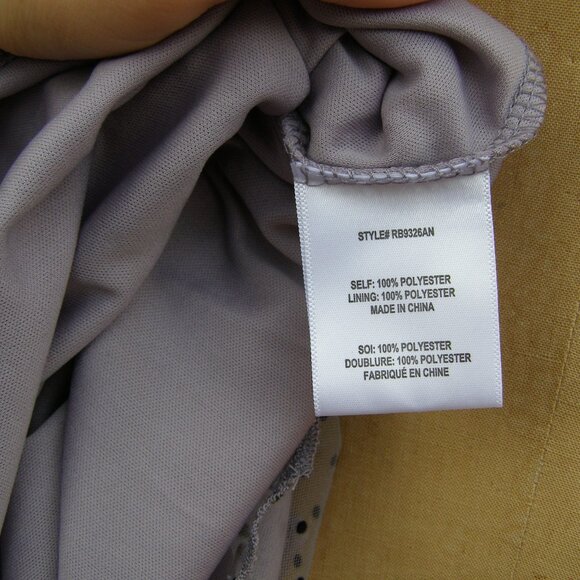 STYLE# RB9326AN
SELF: 100% POLYESTER
LINING: 100% POLYESTER
MADE IN CHINA
SOI: 100% POLYESTER
DOUBLURE: 100% POLYESTER
FABRIQUÉ EN CHINE